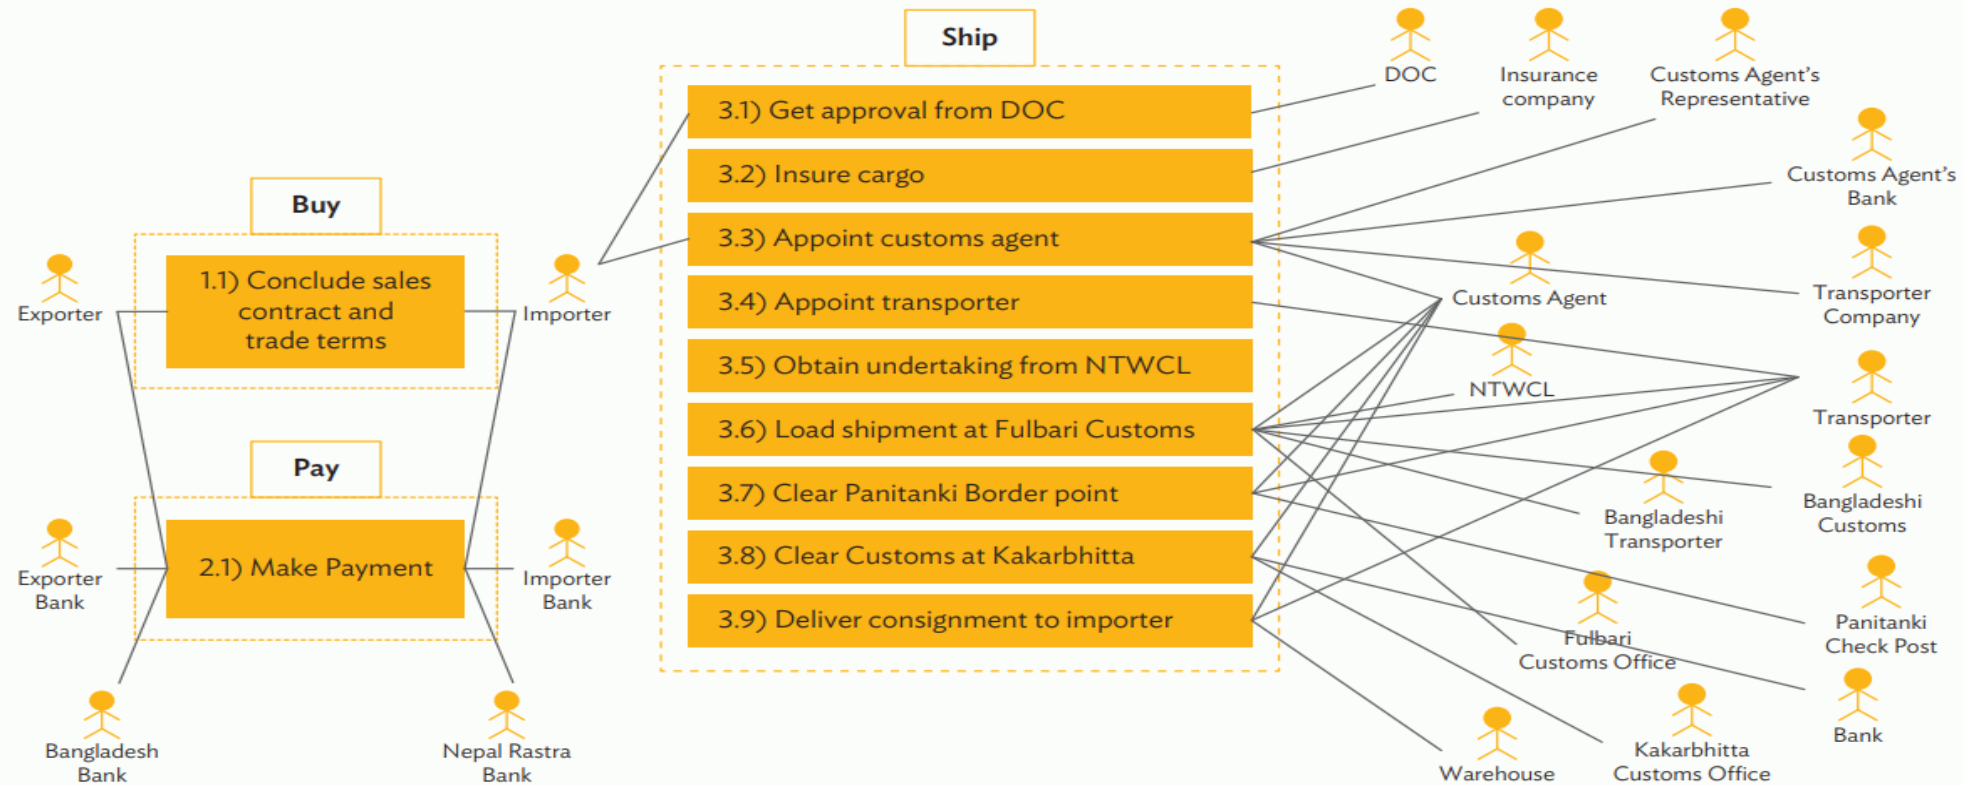 Ship
DOC
Insurance
company
Customs Agent's
Representative
3.1) Get approval from DOC
3.2) Insure cargo
Customs Agent's
Bank
Buy
3.3) Appoint customs agent
Exporter
1.1) Conclude sales
contract and
trade terms
Importer
3.4) Appoint transporter
Customs Agent
Transporter
Company
3.5) Obtain undertaking from NTWCL
NTWCL
Transporter
3.6) Load shipment at Fulbari Customs
Pay
3.7) Clear Panitanki Border point
Bangladeshi
Transporter
Bangladeshi
Customs
Exporter
Bank
2.1) Make Payment
Importer
Bank
3.8) Clear Customs at Kakarbhitta
3.9) Deliver consignment to importer
Fulbari
Customs Office
Panitanki
Check Post
Bangladesh
Bank
Nepal Rastra
Bank
Warehouse
Kakarbhitta
Customs Office
Bank